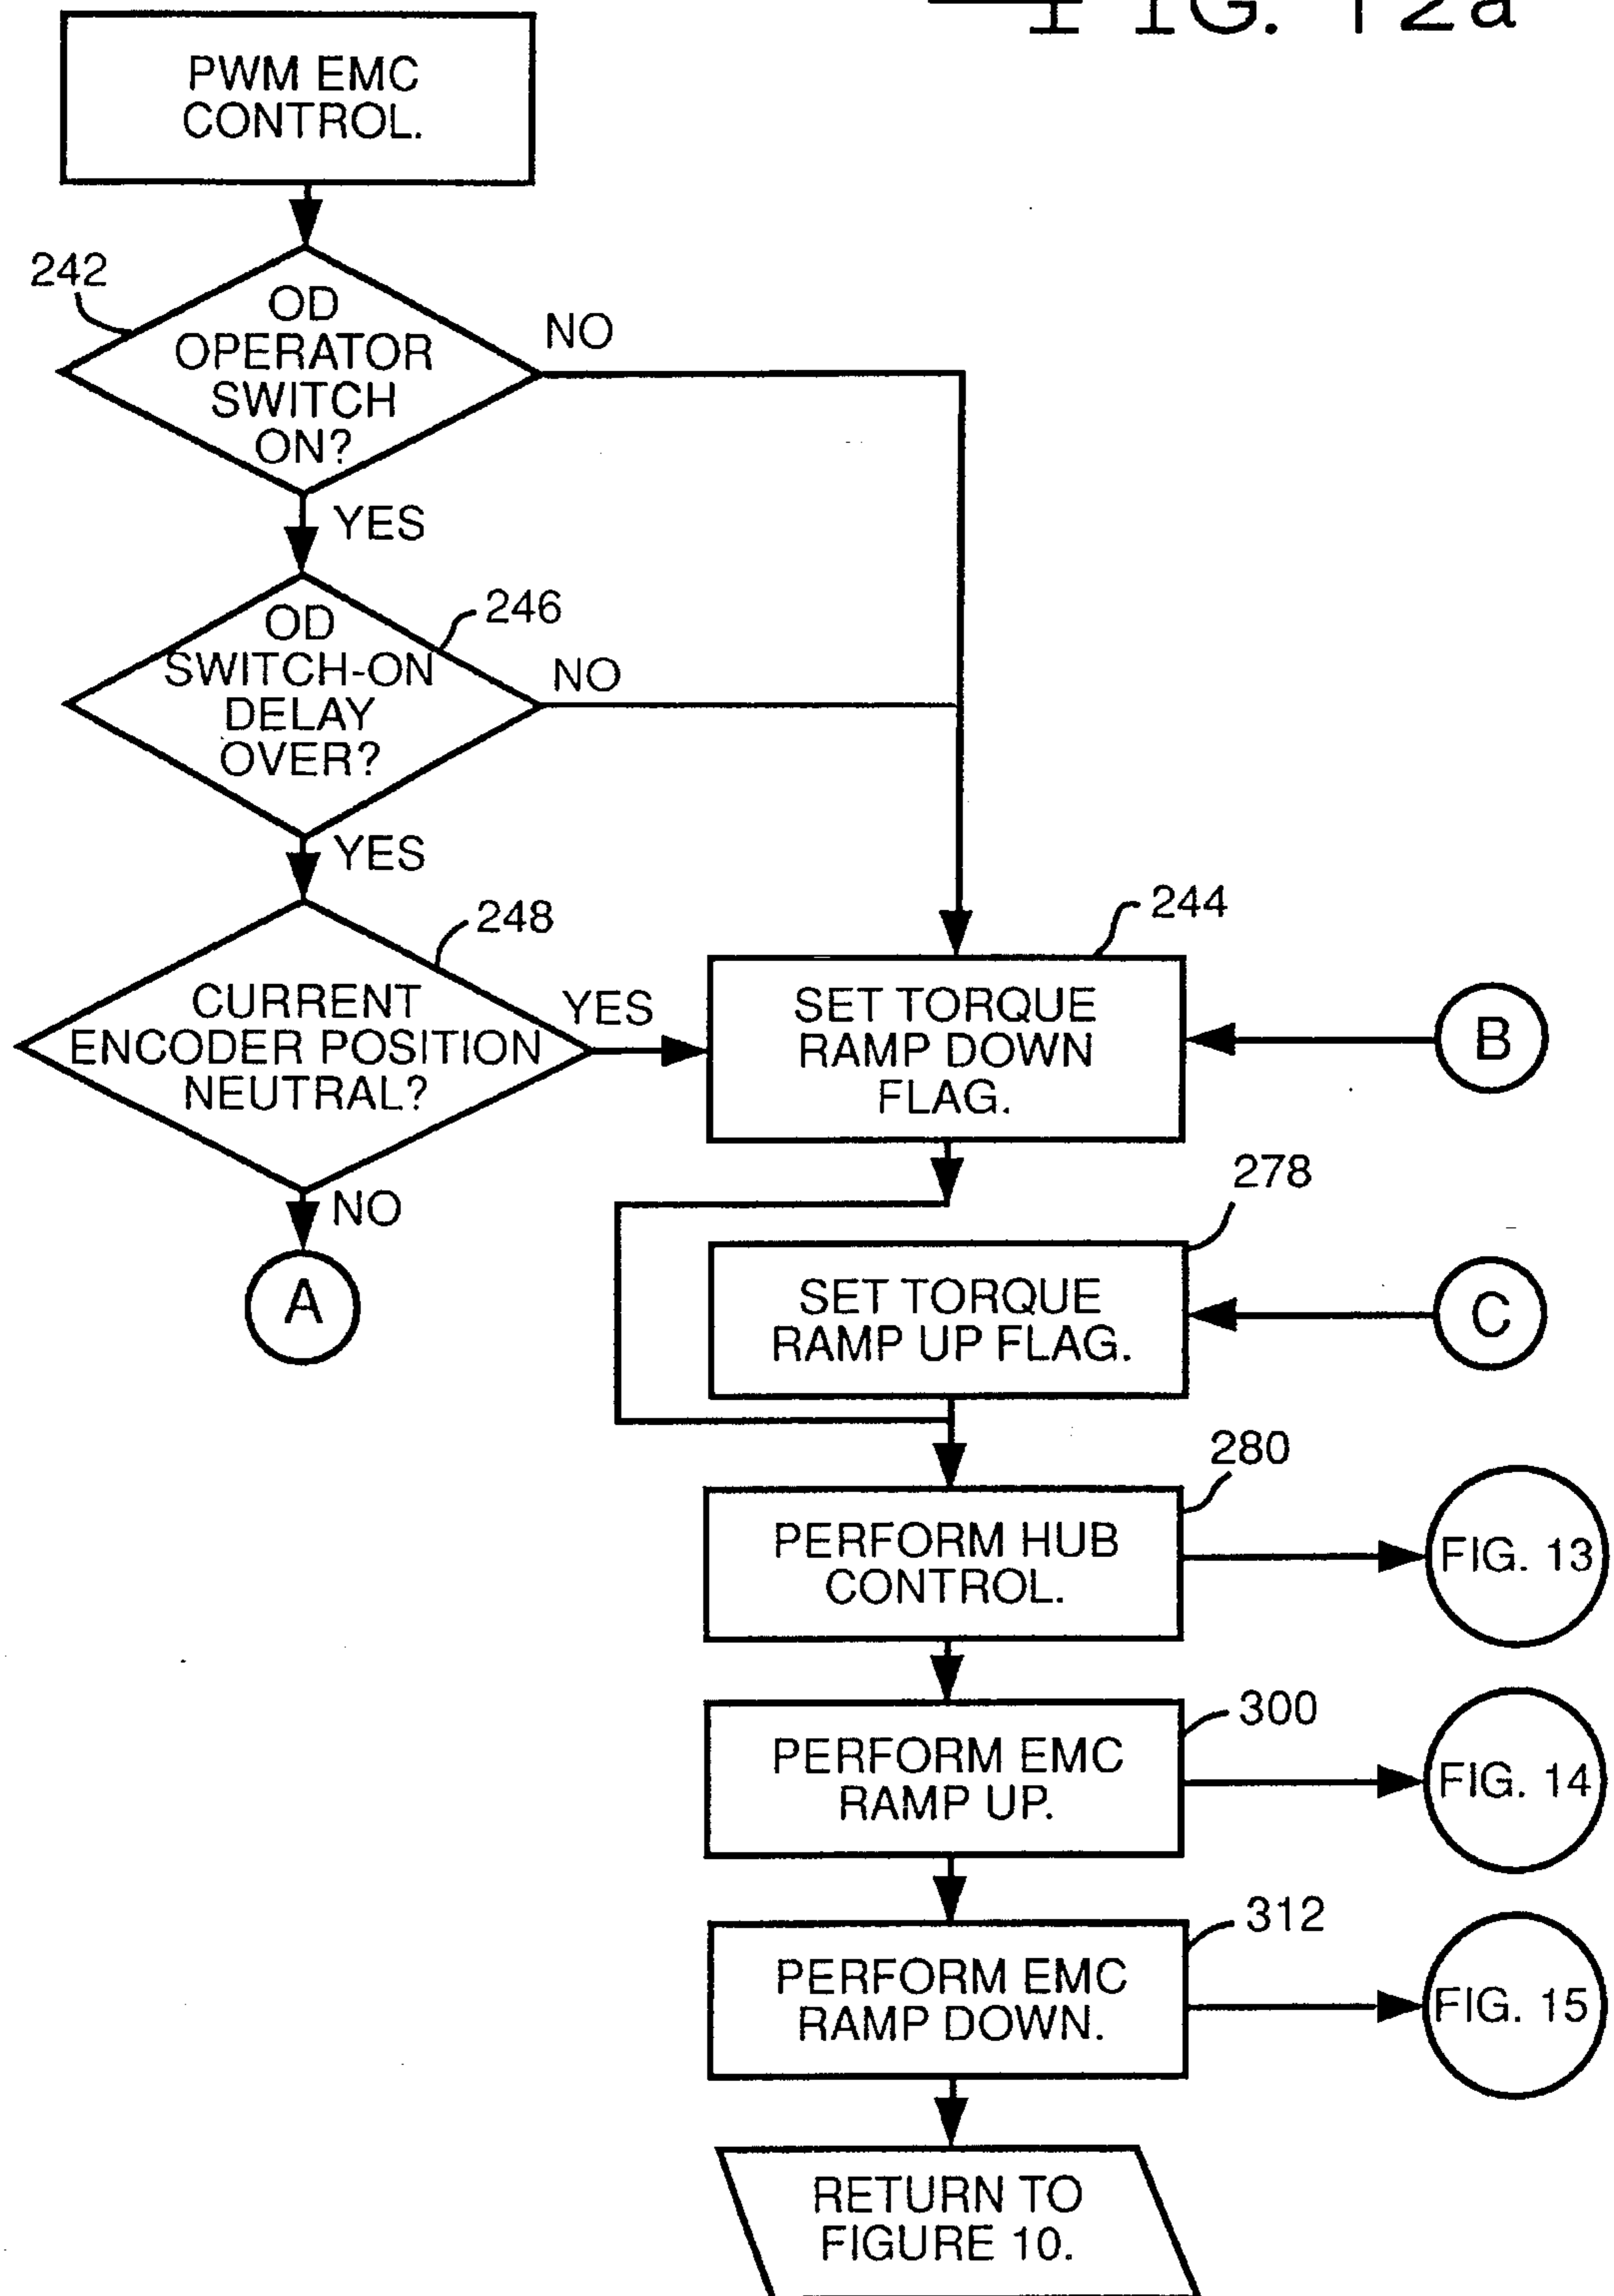 FIG. 12a
PWM EMC
CONTROL.
242
OD
OPERATOR
SWITCH
ON?
NO
YES
246
OD
SWITCH-ON
DELAY
OVER?
NO
YES
248
CURRENT
ENCODER POSITION
NEUTRAL?
YES
NO
A
244
SET TORQUE
RAMP DOWN
FLAG.
B
278
SET TORQUE
RAMP UP FLAG.
C
280
PERFORM HUB
CONTROL.
FIG. 13
300
PERFORM EMC
RAMP UP.
FIG. 14
312
PERFORM EMC
RAMP DOWN.
FIG. 15
RETURN TO
FIGURE 10.